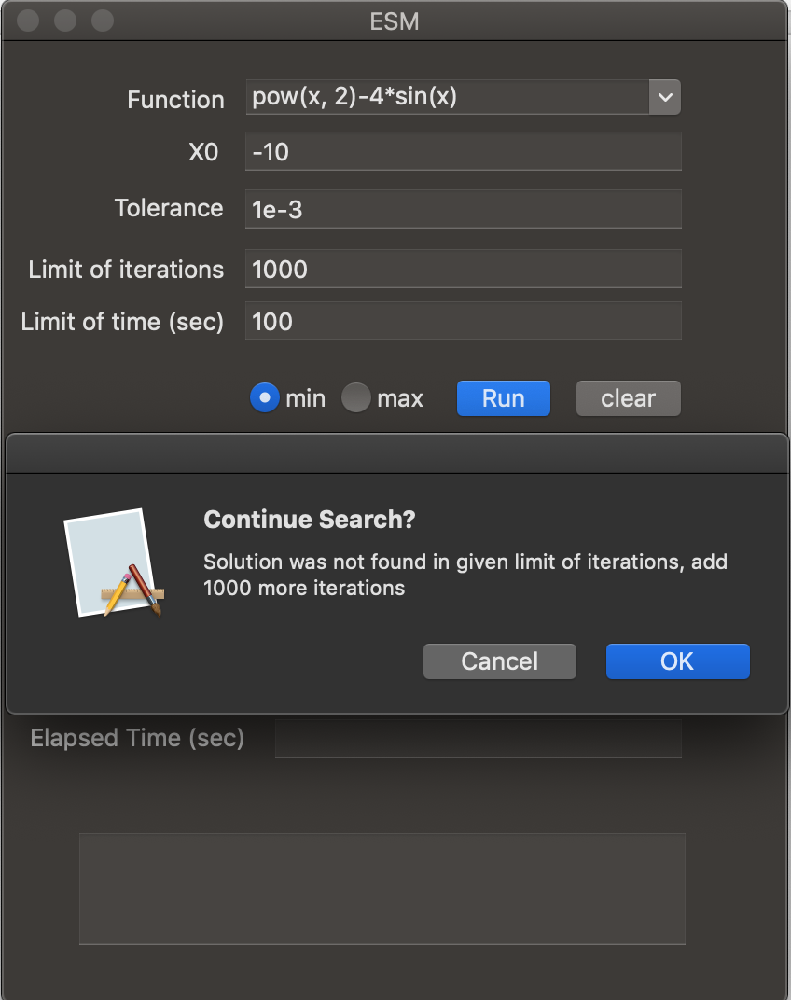 ESM
Function pow(x, 2)-4*sin(x)
X0 -10
Tolerance 1e-3
Limit of iterations 1000
Limit of time (sec) 100
min max Run clear
Continue Search?
Solution was not found in given limit of iterations, add
1000 more iterations
Cancel OK
Elapsed Time (sec)